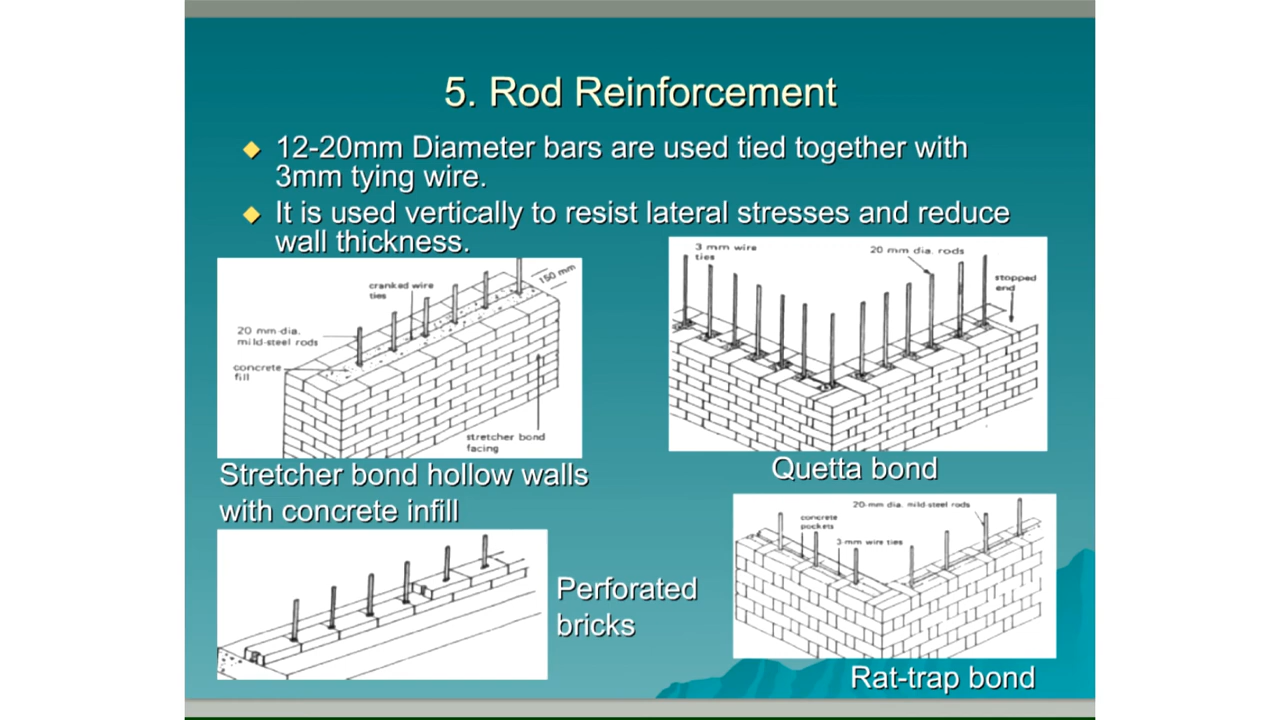 5. Rod Reinforcement
12-20mm Diameter bars are used tied together with
3mm tying wire.
It is used vertically to resist lateral stresses and reduce
wall thickness.
cranked wire
ties
150 mm
20 mm-dia.
mild-steel rods
concrete
fill
stretcher bond
facing
Stretcher bond hollow walls
with concrete infill
3 mm wire
ties
20 mm dia. rods
stopped
end
Quetta bond
Perforated
bricks
20-mm dia. mild-steel rods
concrete
pockets
3-mm wire ties
Rat-trap bond